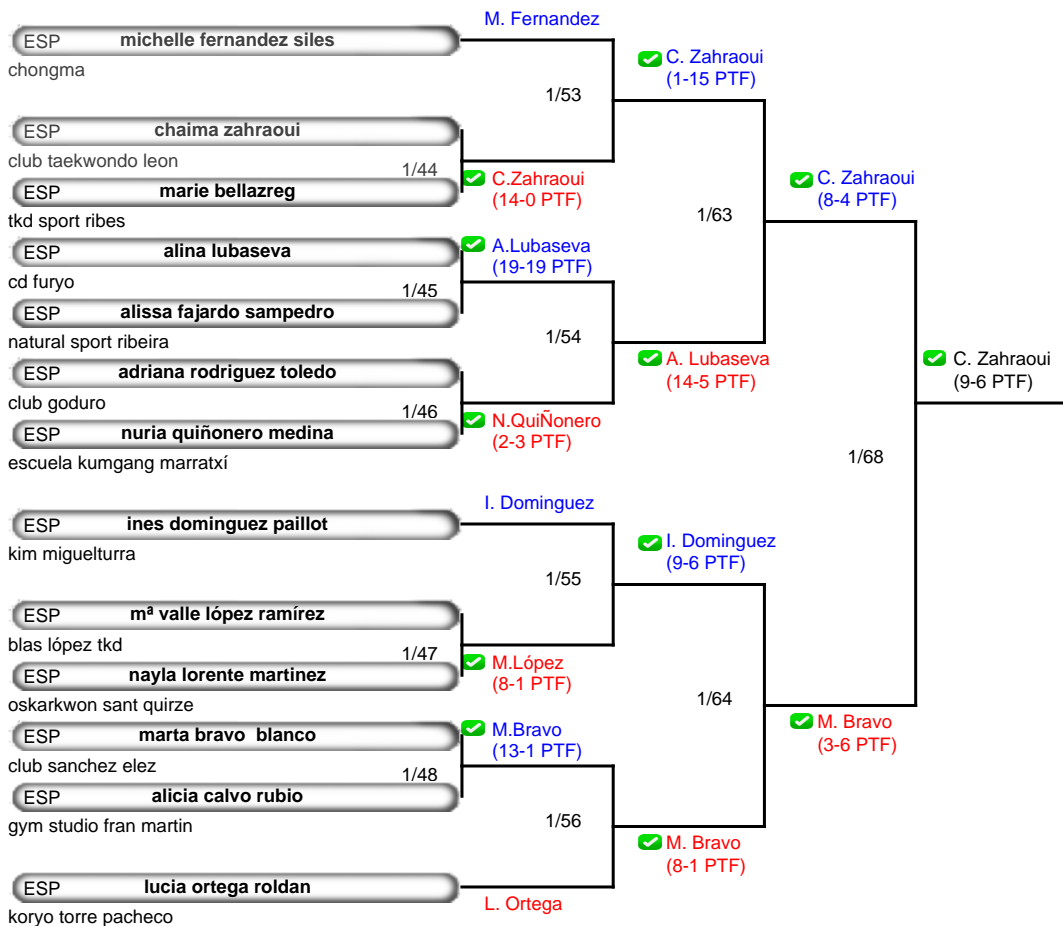 M. Fernandez
ESP michelle fernandez siles
chongma
C. Zahraoui
(1-15 PTF)
1/53
ESP chaima zahraoui
club taekwondo leon
1/44
ESP marie bellazreg
tkd sport ribes
C.Zahraoui
(14-0 PTF)
C. Zahraoui
(8-4 PTF)
1/63
ESP alina lubaseva
cd furyo
A.Lubaseva
(19-19 PTF)
1/45
ESP alissa fajardo sampedro
natural sport ribeira
1/54
A. Lubaseva
(14-5 PTF)
C. Zahraoui
(9-6 PTF)
ESP adriana rodriguez toledo
club goduro
1/46
ESP nuria quiñonero medina
escuela kumgang marratxí
N.QuiÑonero
(2-3 PTF)
1/68
I. Dominguez
ESP ines dominguez paillot
kim miguelturra
I. Dominguez
(9-6 PTF)
1/55
ESP mª valle lópez ramírez
blas lópez tkd
1/47
ESP nayla lorente martinez
oskarkwon sant quirze
M.López
(8-1 PTF)
1/64
ESP marta bravo blanco
club sanchez elez
M.Bravo
(13-1 PTF)
M. Bravo
(3-6 PTF)
1/48
ESP alicia calvo rubio
gym studio fran martin
1/56
M. Bravo
(8-1 PTF)
ESP lucia ortega roldan
koryo torre pacheco
L. Ortega